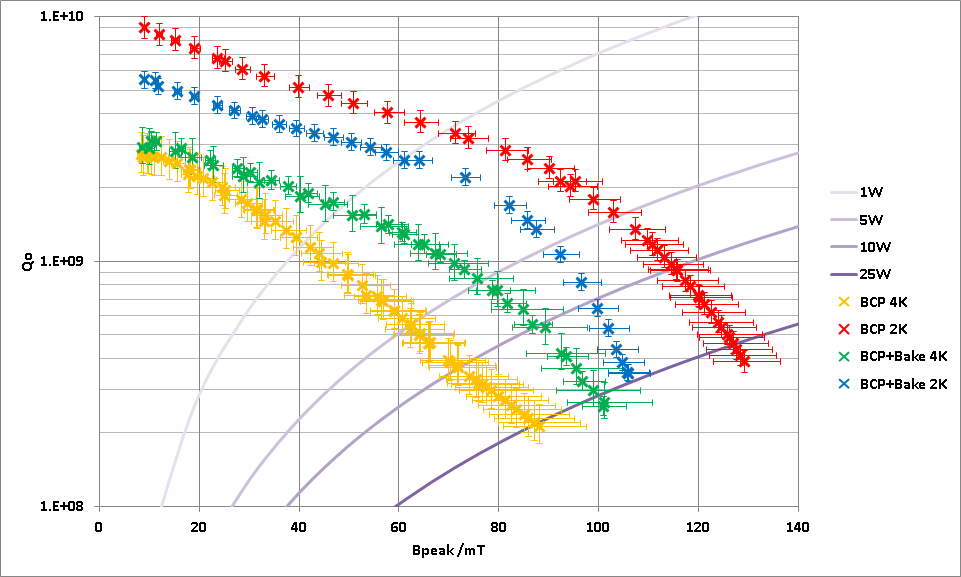 1.E+10
1.E+09
1.E+08
Qo
0 20 40 60 80 100 120 140
Bpeak /mT
1W
5W
10W
25W
BCP 4K
BCP 2K
BCP+Bake 4K
BCP+Bake 2K